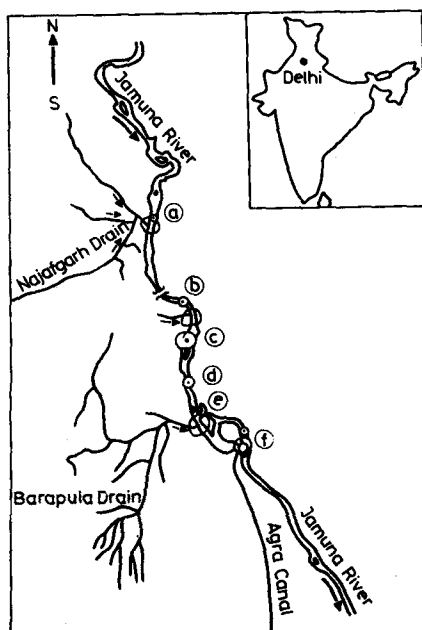 N
S
Jamuna River
Delhi
a
Najafgarh Drain
b
c
d
e
f
Barapula Drain
Agra Canal
Jamuna River